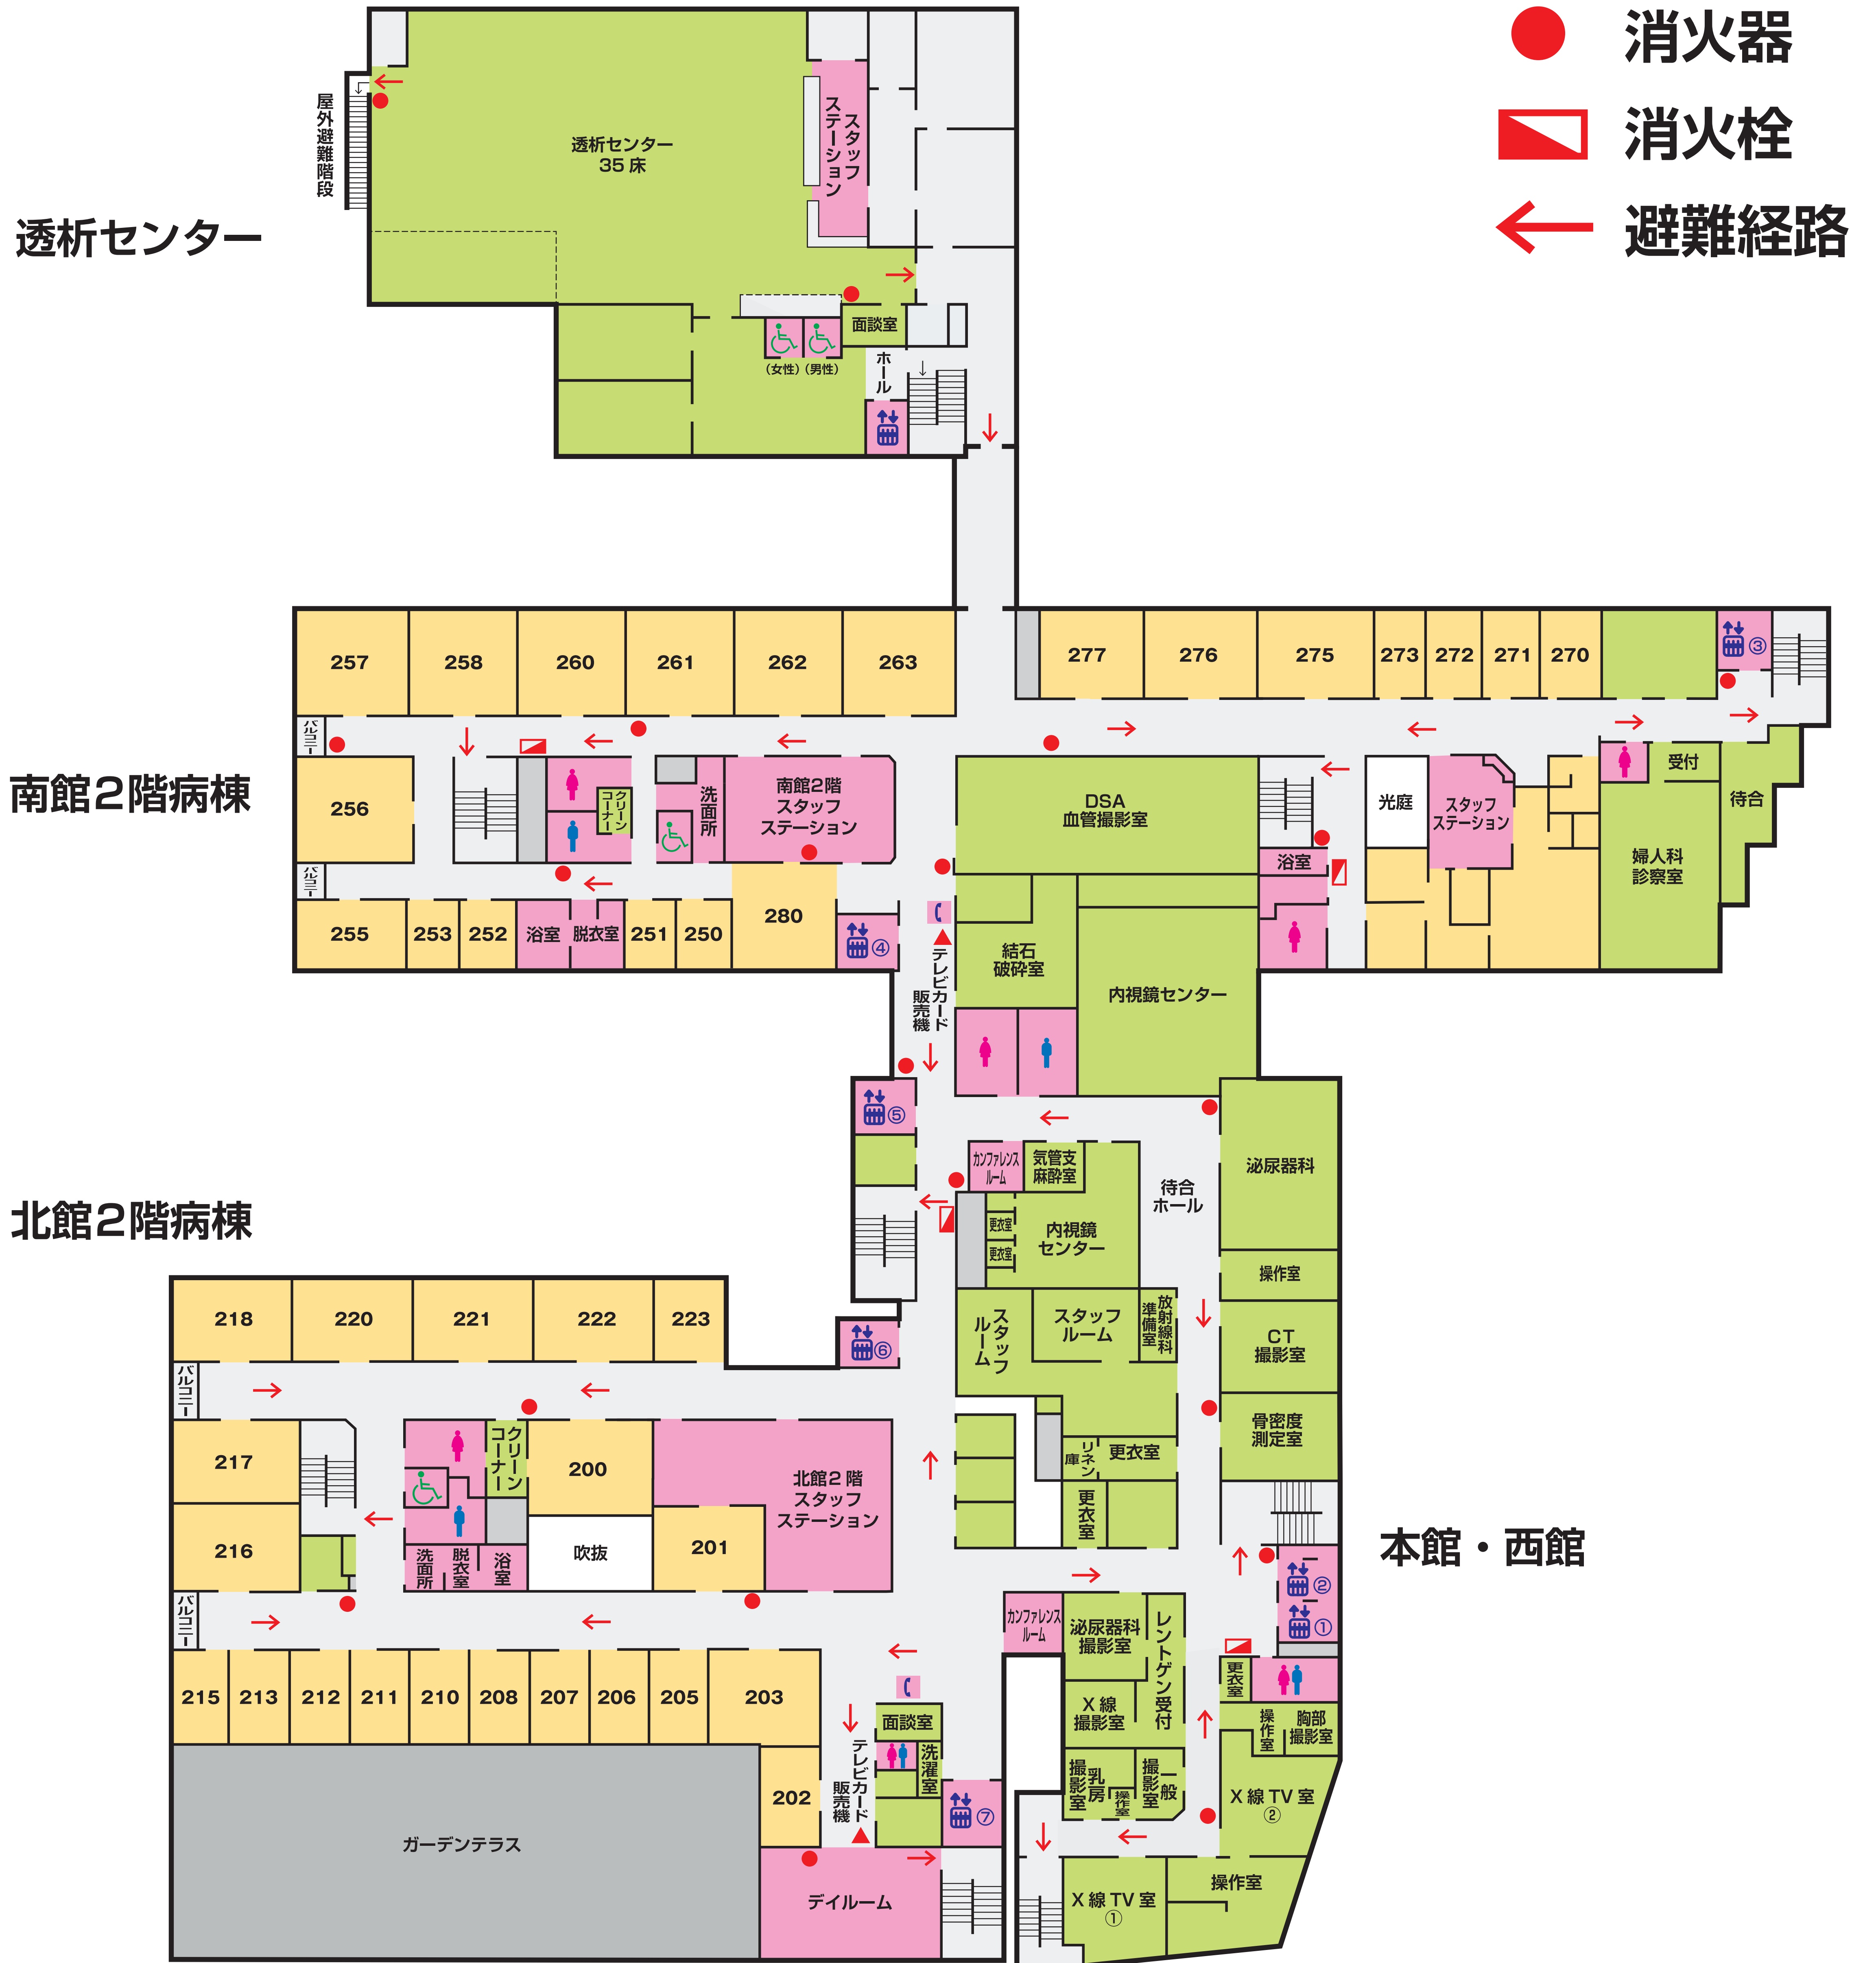 消火器
消火栓
避難経路
透析センター
屋外避難階段
透析センター
35 床
スタッフ
ステーション
面談室
(女性)
(男性)
ホール
南館2階病棟
257
258
260
261
262
263
277
276
275
273
272
271
270
③
バルコニー
256
クリーン
コーナー
洗面所
南館2階
スタッフ
ステーション
DSA
血管撮影室
光庭
スタッフ
ステーション
受付
待合
婦人科
診察室
浴室
バルコニー
255
253
252
浴室
脱衣室
251
250
280
④
テレビカード
販売機
結石
破砕室
内視鏡センター
⑤
カンファレンス
ルーム
気管支
麻酔室
待合
ホール
泌尿器科
更衣室
更衣室
内視鏡
センター
操作室
スタッフ
ルーム
スタッフ
ルーム
放射線科
準備室
CT
撮影室
⑥
骨密度
測定室
リネン
庫
更衣室
更衣室
北館2階病棟
218
220
221
222
223
バルコニー
217
クリーン
コーナー
200
北館2階
スタッフ
ステーション
216
洗面所
脱衣室
浴室
吹抜
201
バルコニー
215
213
212
211
210
208
207
206
205
203
202
ガーデンテラス
テレビカード
販売機
面談室
洗濯室
⑦
デイルーム
本館・西館
②
①
カンファレンス
ルーム
泌尿器科
撮影室
レントゲン受付
更衣室
X 線
撮影室
操作室
胸部
撮影室
乳房
撮影室
操作室
一般
撮影室
X 線 TV 室
②
X 線 TV 室
①
操作室